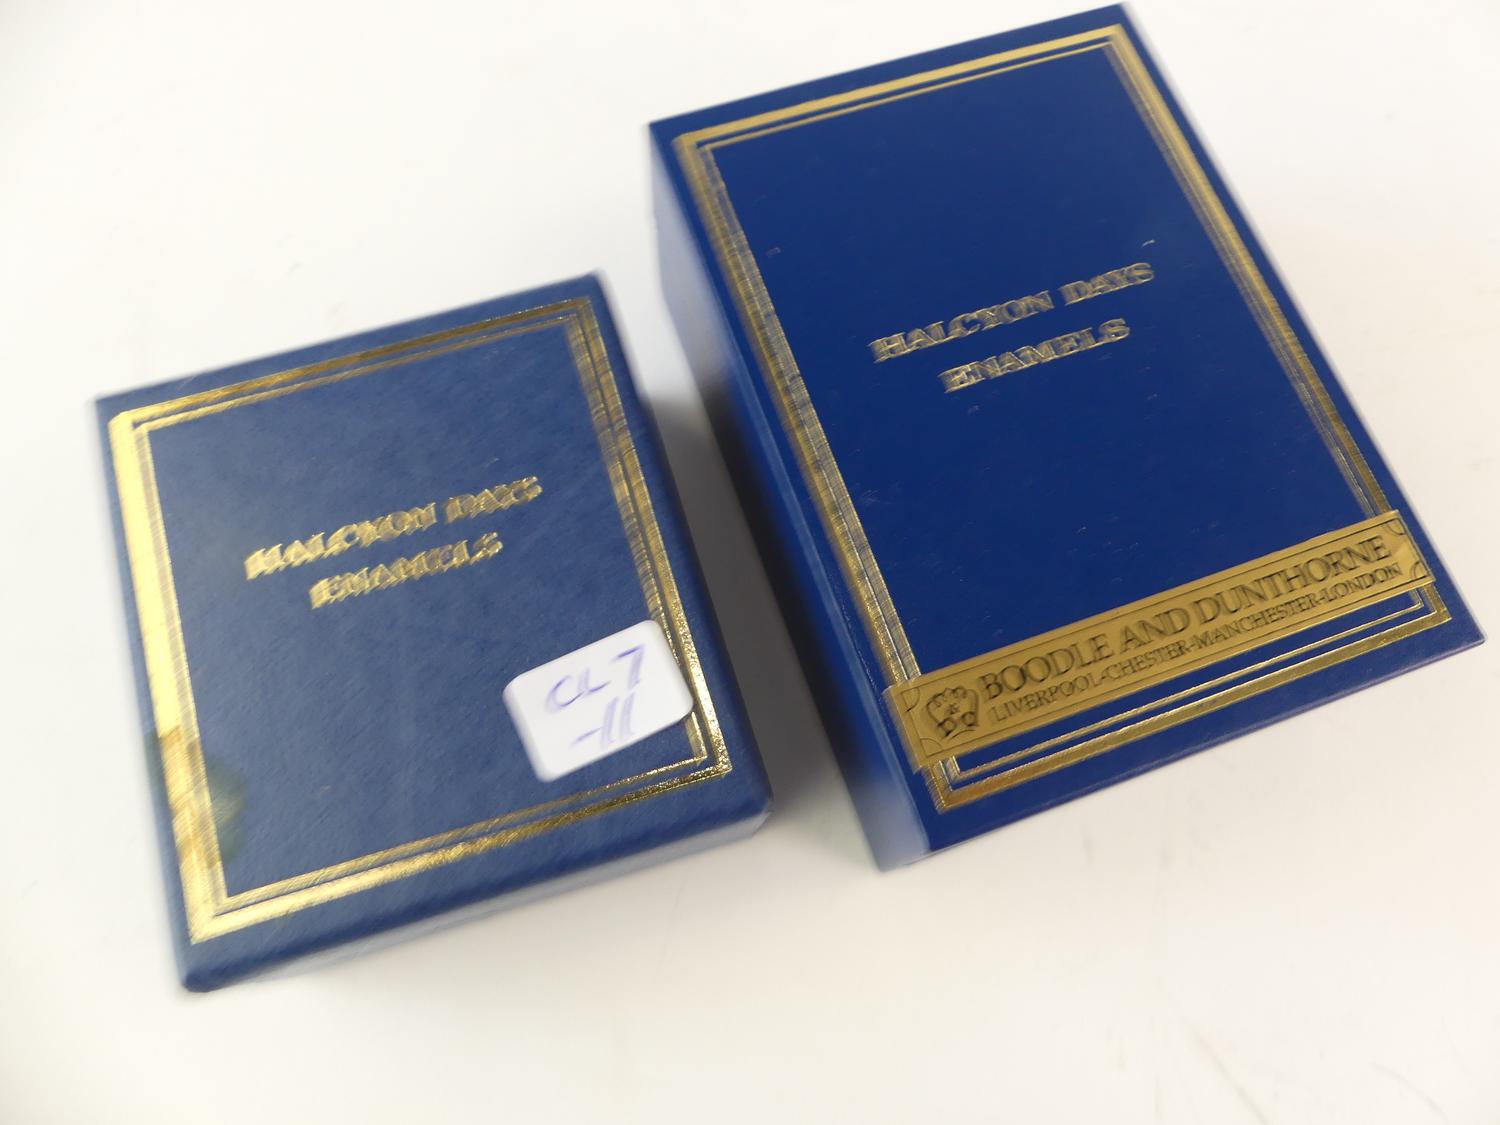 HALCYON DAYS
ENAMELS
CL7
-11
HALCYON DAYS
ENAMELS
BOODLE AND DUNTHORNE
LIVERPOOL-CHESTER-MANCHESTER-LONDON